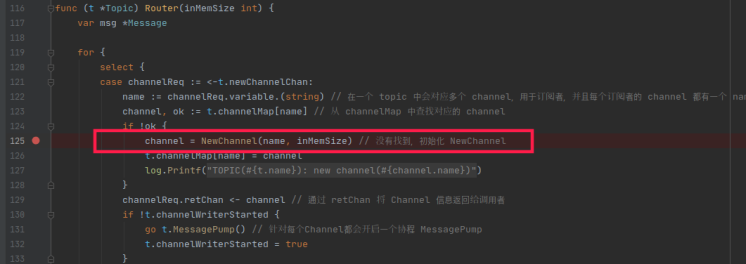 116 func (t *Topic) Router(inMemSize int) {
117 var msg *Message
118
119 for {
120 select {
121 case channelReq := <-t.newChannelChan:
122 name := channelReq.variable.(string) // 在一个 topic 中会对应多个 channel, 用于订阅者, 并且每个订阅者的 channel 都有一个
123 channel, ok := t.channelMap[name] // 从 channelMap 中查找对应的 channel
124 if !ok {
125 channel = NewChannel(name, inMemSize) // 没有找到, 初始化 NewChannel
126 t.channelMap[name] = channel
127 log.Printf("TOPIC(#{t.name}): new channel(#{channel.name})")
128 }
129 channelReq.retChan <- channel // 通过 retChan 将 Channel 信息返回给调用者
130 if !t.channelWriterStarted {
131 go t.MessagePump() // 针对每个Channel都会开启一个协程 MessagePump
132 t.channelWriterStarted = true
133 }